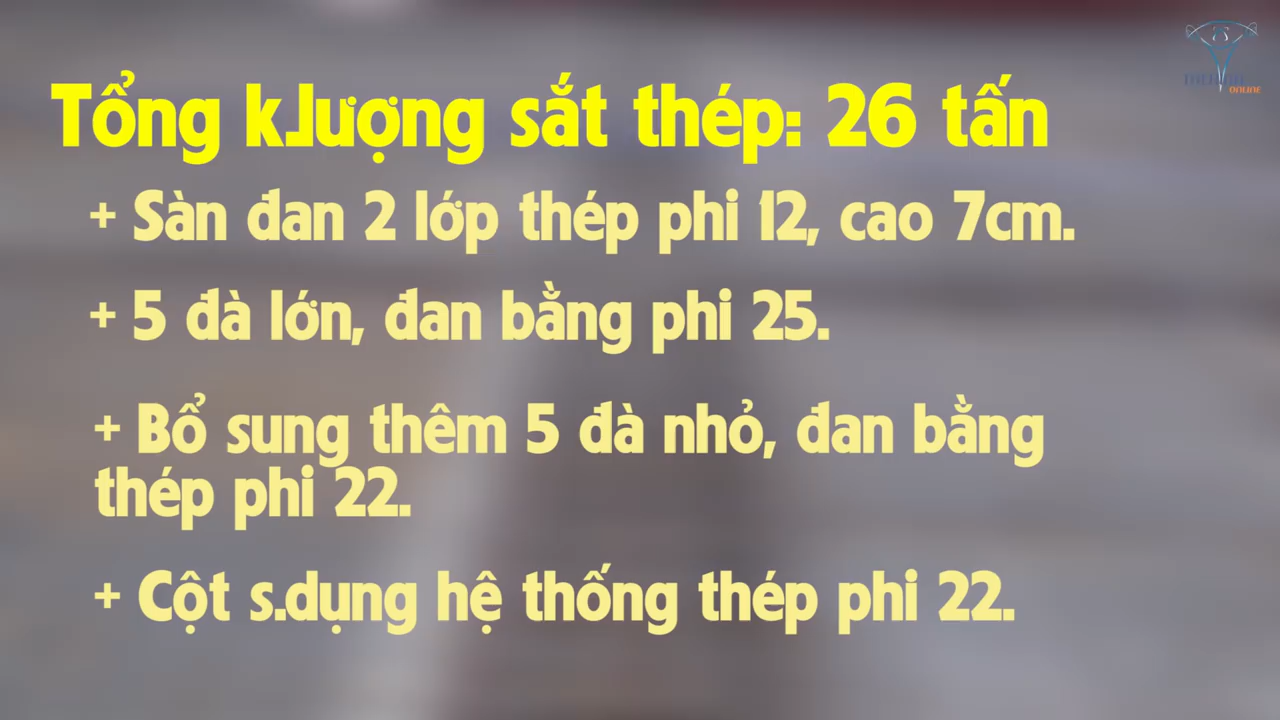 Tổng k.lượng sắt thép: 26 tấn
+ Sàn đan 2 lớp thép phi 12, cao 7cm.
+ 5 đà lớn, đan bằng phi 25.
+ Bổ sung thêm 5 đà nhỏ, đan bằng
thép phi 22.
+ Cột s.dụng hệ thống thép phi 22.
ONLINE